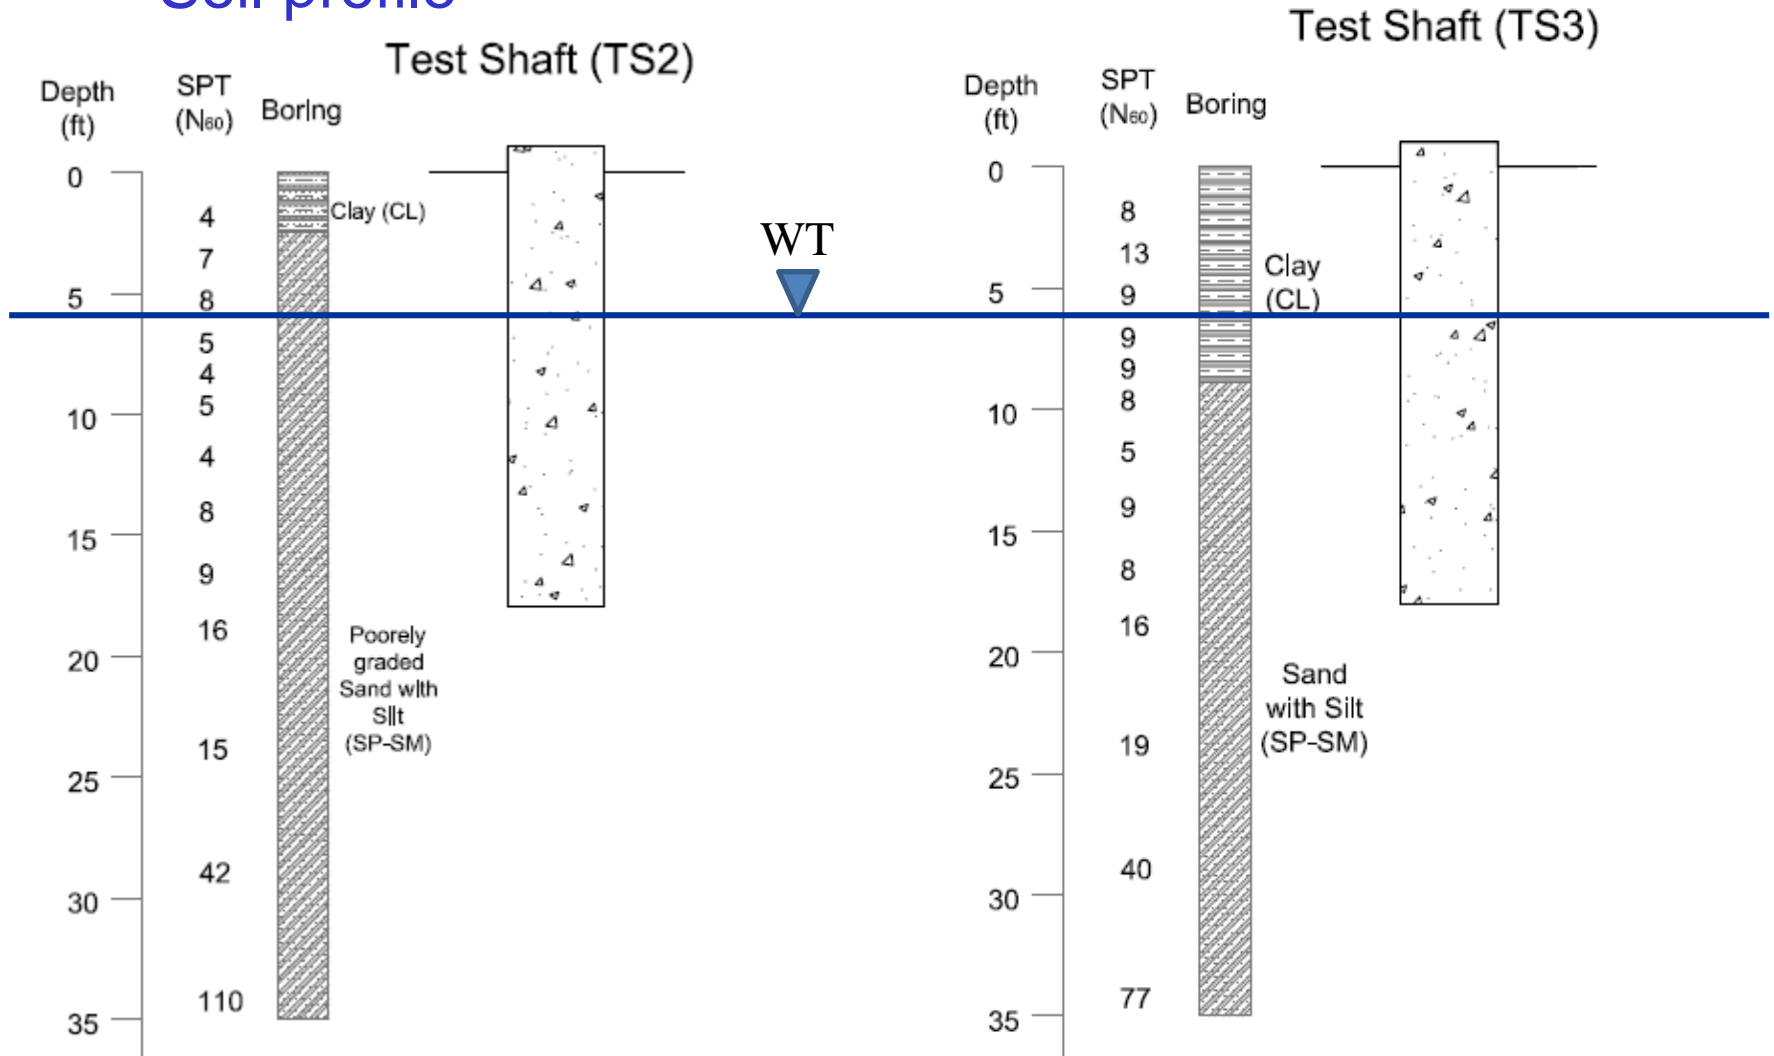 Soil profile
Test Shaft (TS2)
Depth
(ft)
SPT
(N60)
Boring
0
5
10
15
20
25
30
35
4
7
8
5
4
5
4
8
9
16
15
42
110
Clay (CL)
Poorely
graded
Sand with
Silt
(SP-SM)
WT
Test Shaft (TS3)
Depth
(ft)
SPT
(N60)
Boring
0
5
10
15
20
25
30
35
8
13
9
9
9
8
5
9
8
16
19
40
77
Clay
(CL)
Sand
with Silt
(SP-SM)